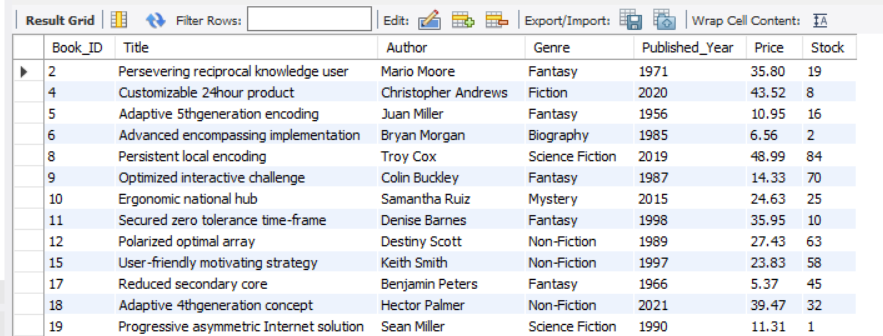 Result Grid Filter Rows: Edit: Export/Import: Wrap Cell Content: IA
Book_ID Title Author Genre Published_Year Price Stock
2 Persevering reciprocal knowledge user Mario Moore Fantasy 1971 35.80 19
4 Customizable 24hour product Christopher Andrews Fiction 2020 43.52 8
5 Adaptive 5thgeneration encoding Juan Miller Fantasy 1956 10.95 16
6 Advanced encompassing implementation Bryan Morgan Biography 1985 6.56 2
8 Persistent local encoding Troy Cox Science Fiction 2019 48.99 84
9 Optimized interactive challenge Colin Buckley Fantasy 1987 14.33 70
10 Ergonomic national hub Samantha Ruiz Mystery 2015 24.63 25
11 Secured zero tolerance time-frame Denise Barnes Fantasy 1998 35.95 10
12 Polarized optimal array Destiny Scott Non-Fiction 1989 27.43 63
15 User-friendly motivating strategy Keith Smith Non-Fiction 1997 23.83 58
17 Reduced secondary core Benjamin Peters Fantasy 1966 5.37 45
18 Adaptive 4thgeneration concept Hector Palmer Non-Fiction 2021 39.47 32
19 Progressive asymmetric Internet solution Sean Miller Science Fiction 1990 11.31 1